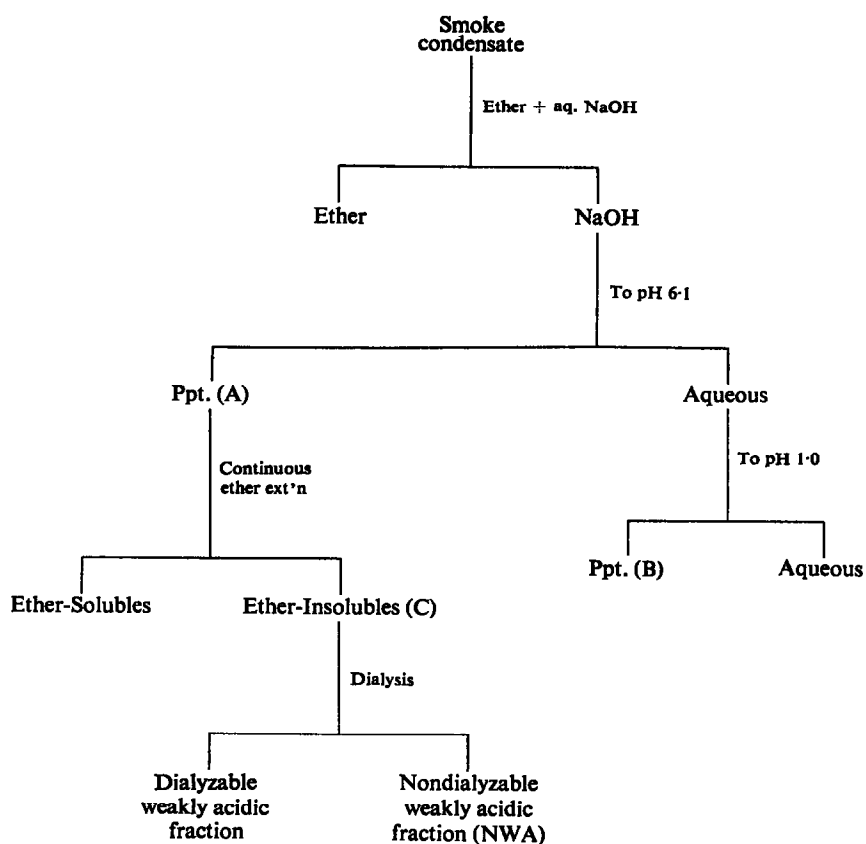 Smoke
condensate
Ether + aq. NaOH
Ether
NaOH
To pH 6·1
Ppt. (A)
Aqueous
Continuous
ether ext'n
To pH 1·0
Ppt. (B)
Aqueous
Ether-Solubles
Ether-Insolubles (C)
Dialysis
Dialyzable
weakly acidic
fraction
Nondialyzable
weakly acidic
fraction (NWA)